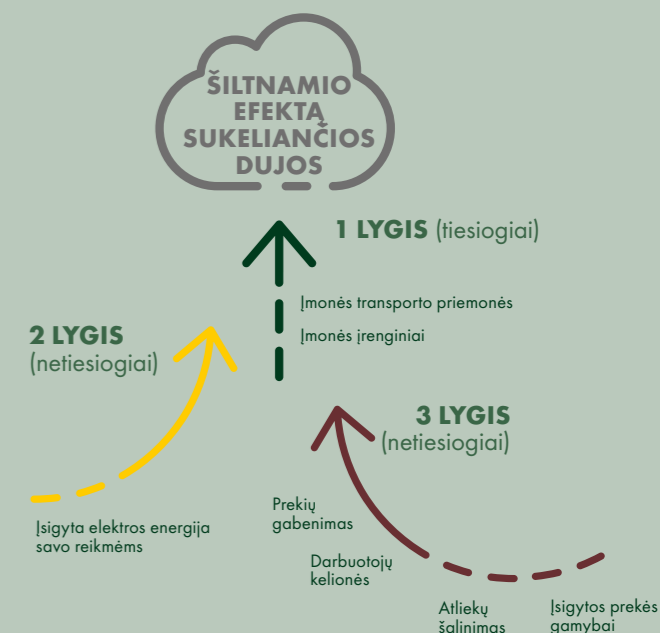 ŠILTNAMIO
EFEKTĄ
SUKELIANČIOS
DUJOS
1 LYGIS (tiesiogiai)
Įmonės transporto priemonės
Įmonės įrenginiai
2 LYGIS
(netiesiogiai)
Įsigyta elektros energija
savo reikmėms
3 LYGIS
(netiesiogiai)
Prekių
gabenimas
Darbuotojų
kelionės
Atliekų
šalinimas
Įsigytos prekės
gamybai